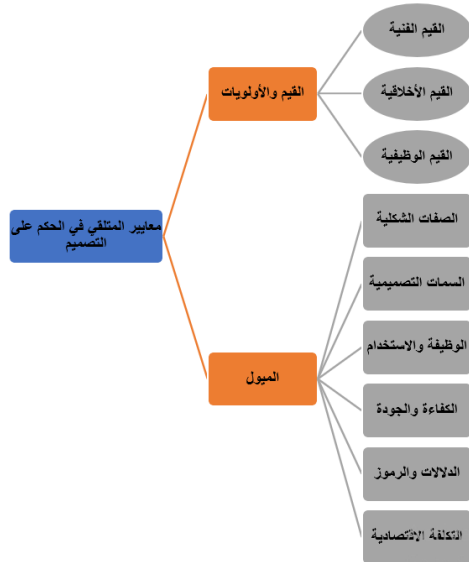 القيم الفنية
القيم والأولويات
القيم الأخلاقية
القيم الوظيفية
معايير المتلقي في الحكم على
التصميم
الصفات الشكلية
السمات التصميمية
الوظيفة والاستخدام
الميول
الكفاءة والجودة
الدلالات والرموز
التكلفة الاقتصادية